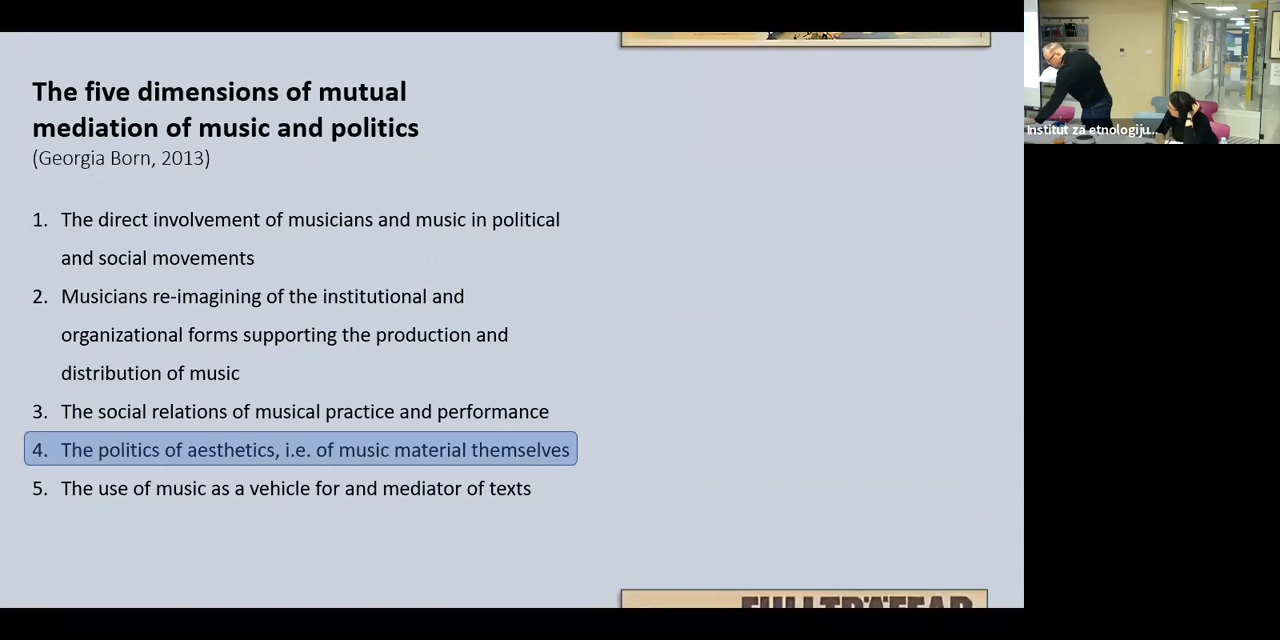 The five dimensions of mutual
mediation of music and politics
(Georgia Born, 2013)
1. The direct involvement of musicians and music in political
and social movements
2. Musicians re-imagining of the institutional and
organizational forms supporting the production and
distribution of music
3. The social relations of musical practice and performance
4. The politics of aesthetics, i.e. of music material themselves
5. The use of music as a vehicle for and mediator of texts
Institut za etnologiju...